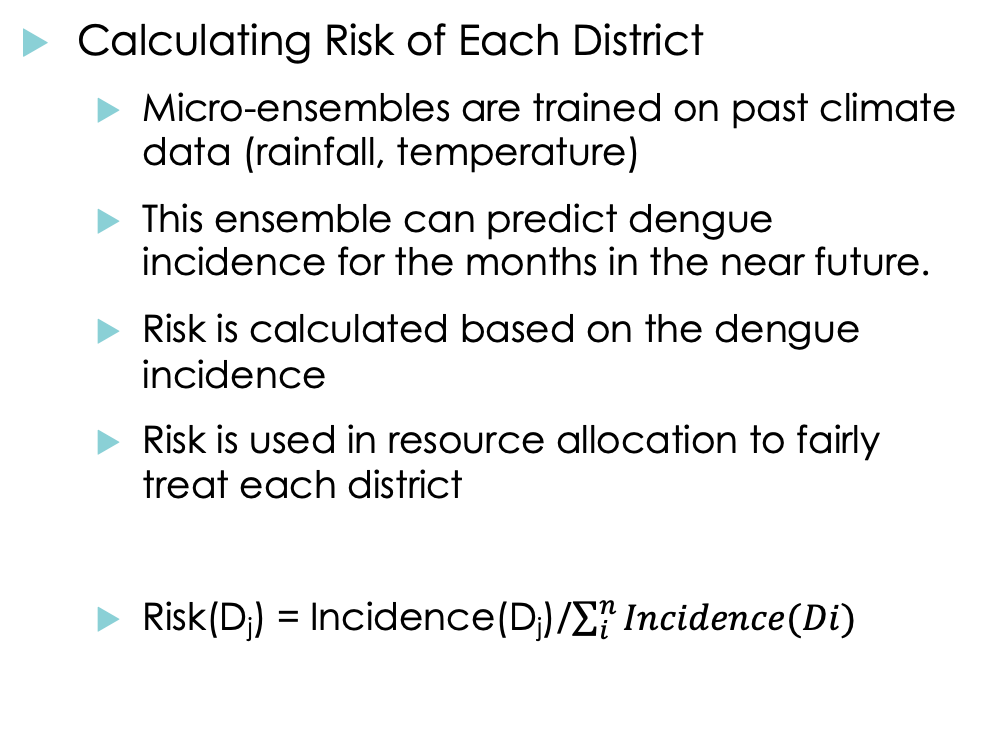 Calculating Risk of Each District
Micro-ensembles are trained on past climate
data (rainfall, temperature)
This ensemble can predict dengue
incidence for the months in the near future.
Risk is calculated based on the dengue
incidence
Risk is used in resource allocation to fairly
treat each district
Risk(Dⱼ) = Incidence(Dⱼ)/∑ᵢⁿ Incidence(Di)